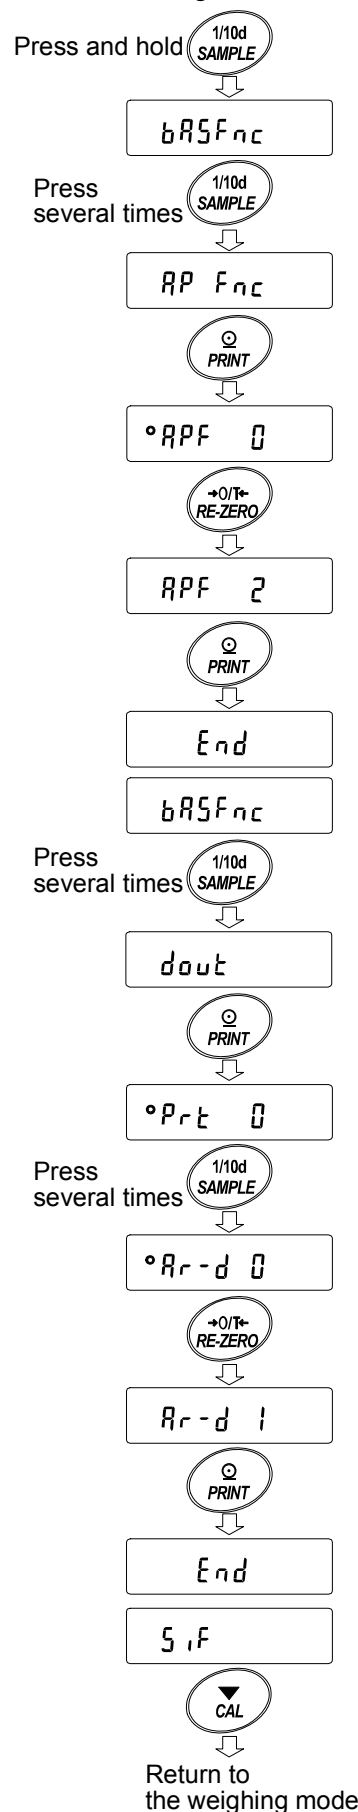 Press and hold
1/10d
SAMPLE
bASFnc
Press
several times
1/10d
SAMPLE
AP Fnc
PRINT
°APF 0
→0/T←
RE-ZERO
APF 2
PRINT
End
bASFnc
Press
several times
1/10d
SAMPLE
dout
PRINT
°Prt 0
Press
several times
1/10d
SAMPLE
°Ar-d 0
→0/T←
RE-ZERO
Ar-d 1
PRINT
End
SiF
▼
CAL
Return to
the weighing mode